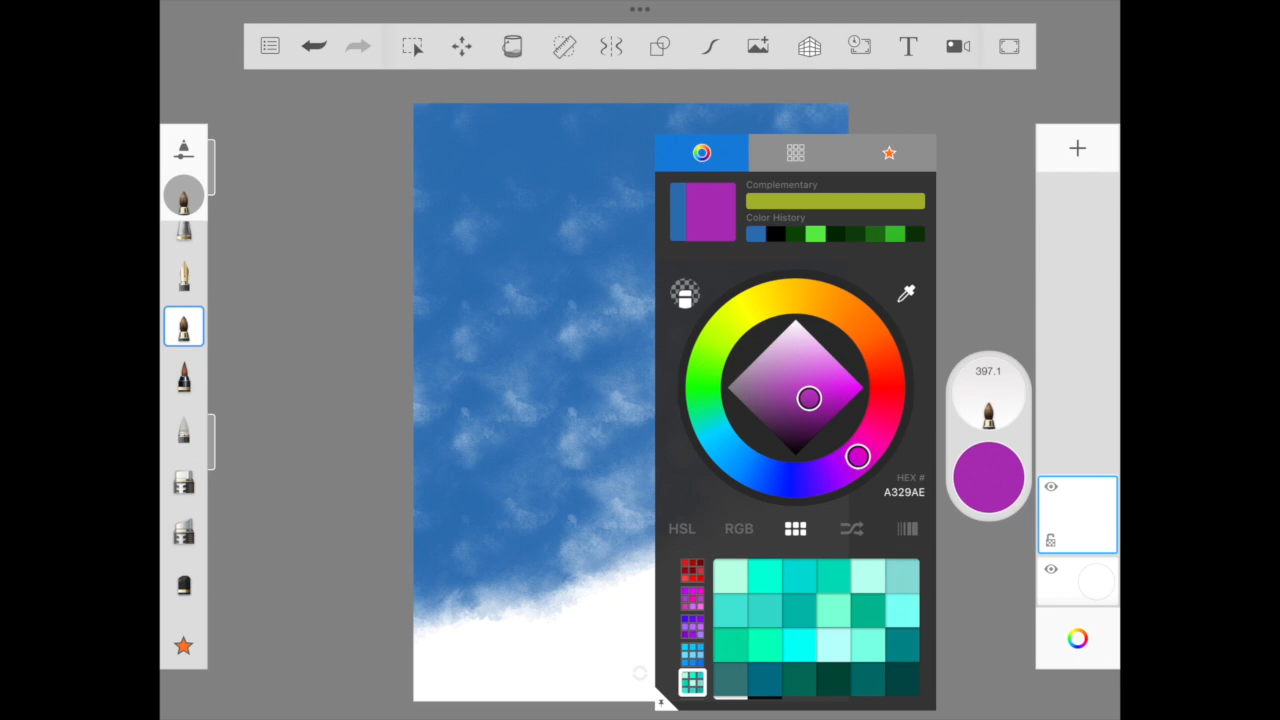 T
Complementary
Color History
397.1
HEX #
A329AE
HSL
RGB